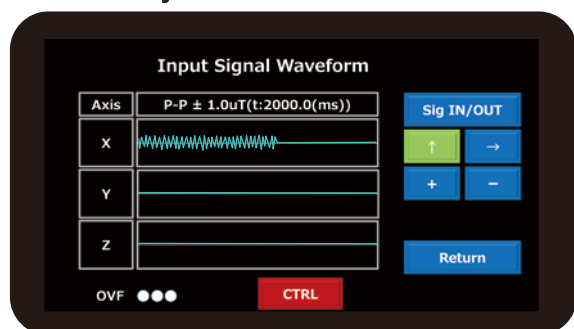 Input Signal Waveform
Axis P-P ± 1.0uT(t:2000.0(ms))
Sig IN/OUT
X
↑ →
Y
+ −
Z
Return
OVF
CTRL